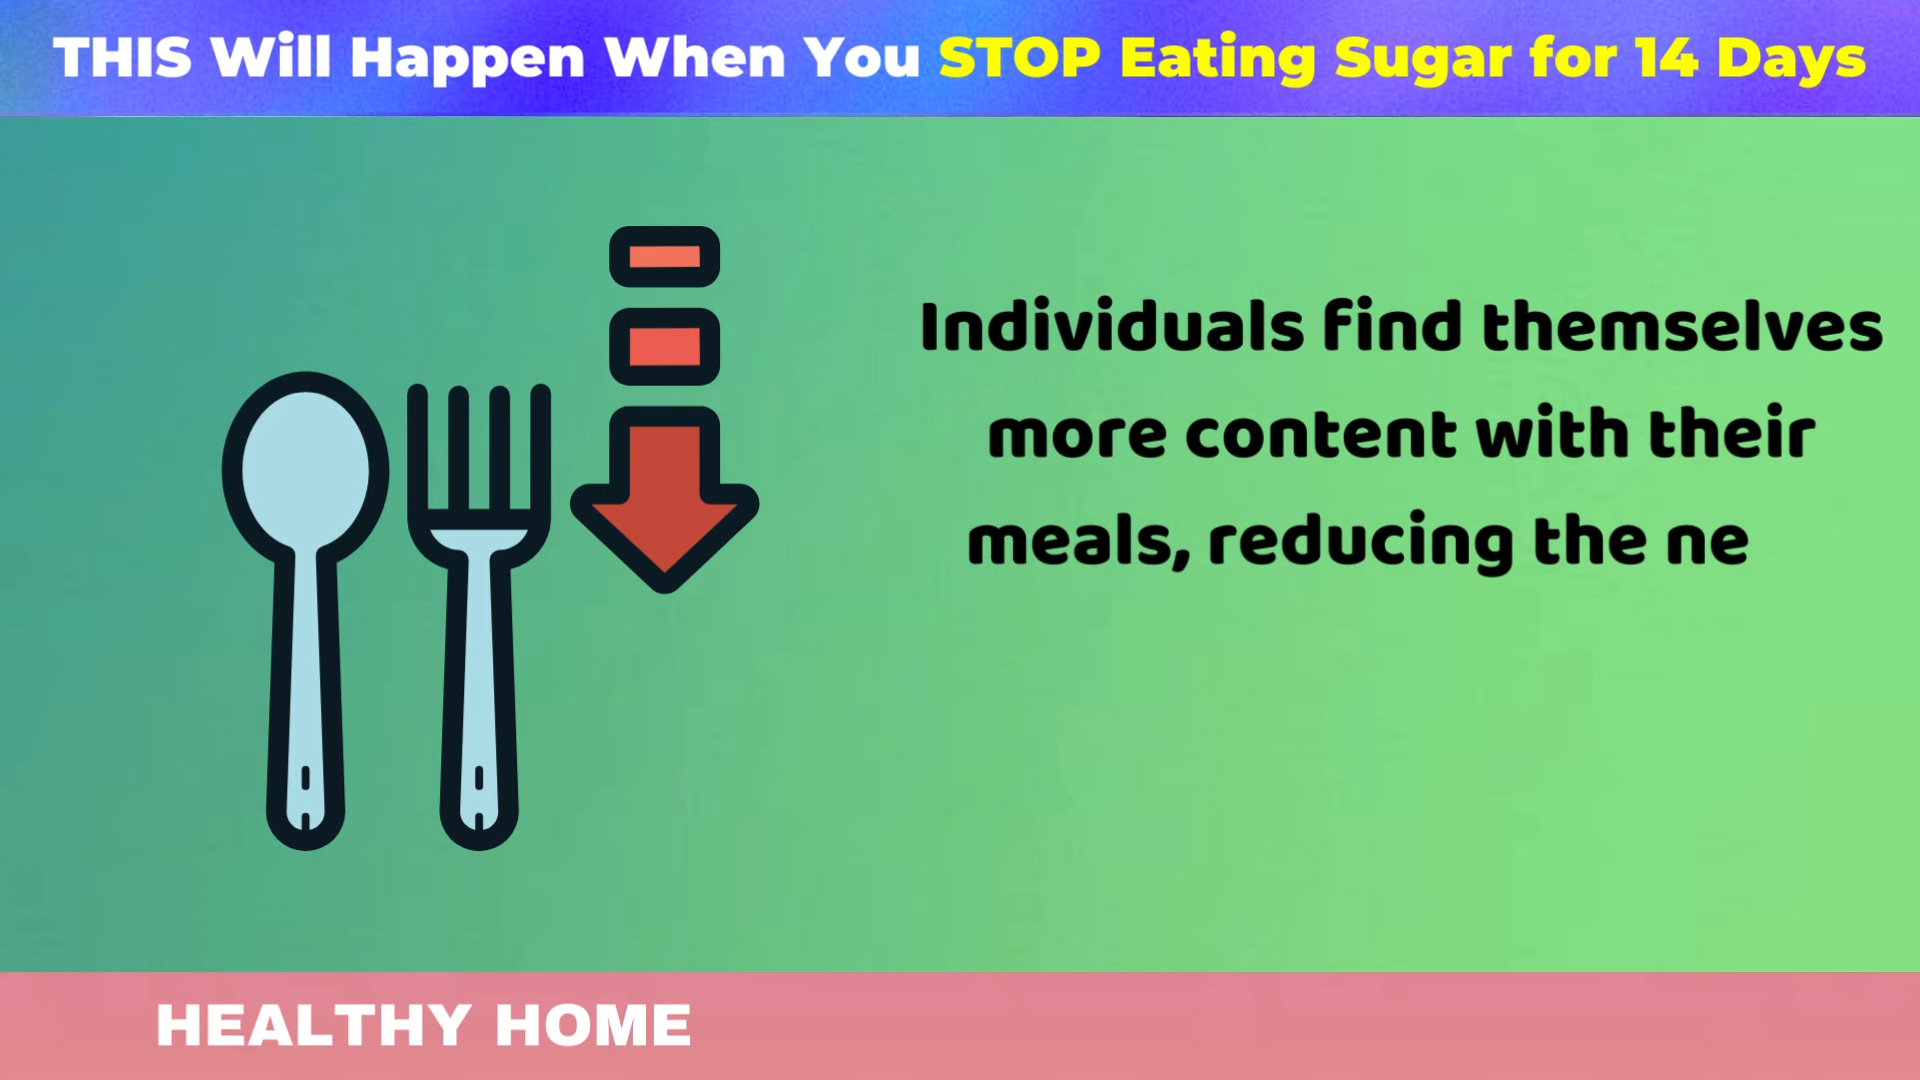 THIS Will Happen When You STOP Eating Sugar for 14 Days
Individuals find themselves
more content with their
meals, reducing the ne
HEALTHY HOME